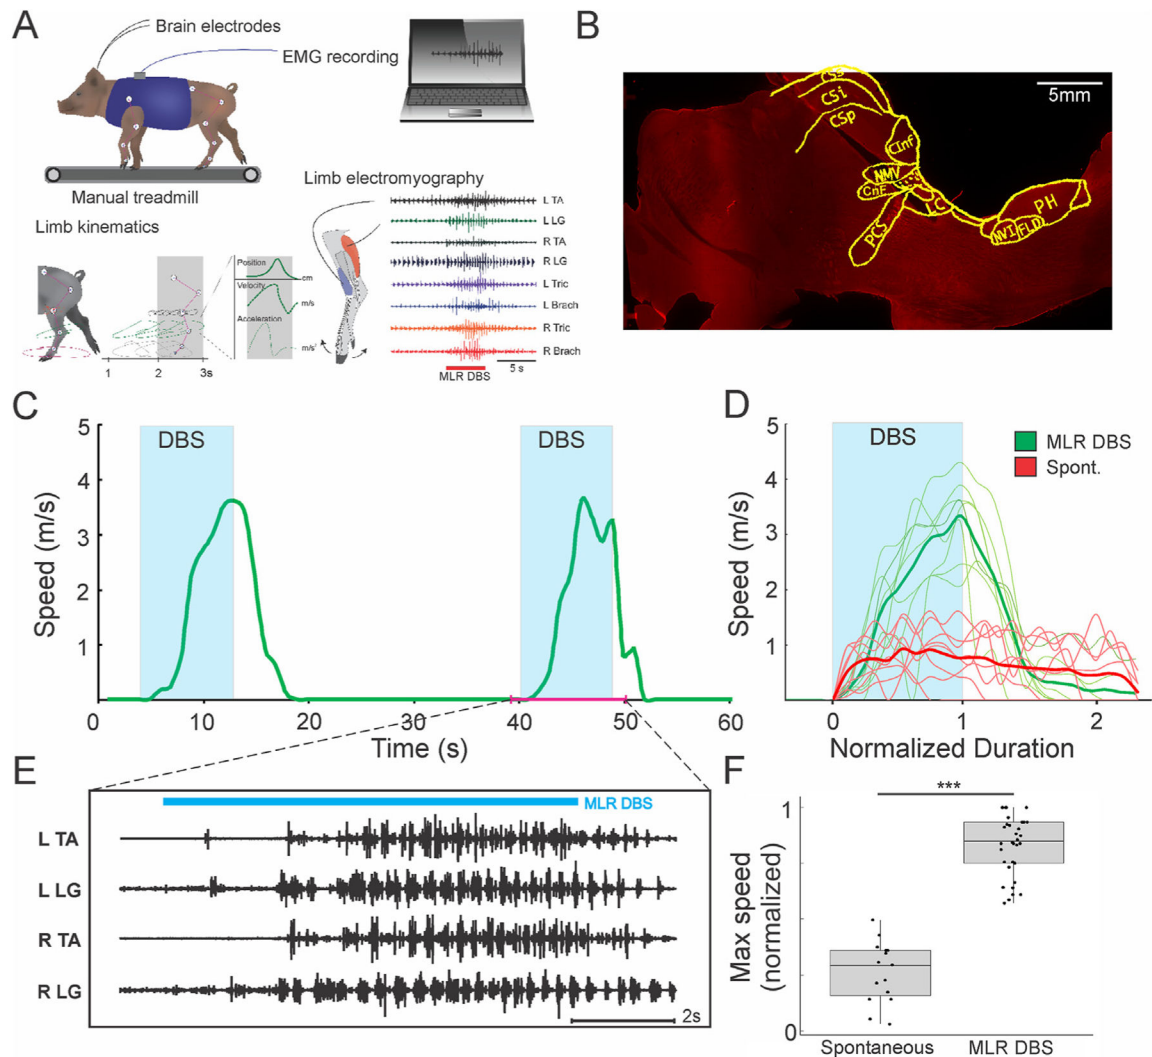 A
Brain electrodes
EMG recording
Manual treadmill
Limb kinematics
Position
cm
Velocity
m/s
Acceleration
m/s²
1 2 3s
Limb electromyography
L TA
L LG
R TA
R LG
L Tric
L Brach
R Tric
R Brach
MLR DBS
5 s
B
5mm
CSs
CSi
CSp
CInf
NMV
CnF
LC
PCS
PH
NVI
FLD
C
DBS
DBS
Speed (m/s)
5
4
3
2
1
0 10 20 30 40 50 60
Time (s)
D
DBS
MLR DBS
Spont.
Speed (m/s)
5
4
3
2
1
0 1 2
Normalized Duration
E
MLR DBS
L TA
L LG
R TA
R LG
2s
F
***
Max speed
(normalized)
1
0
Spontaneous MLR DBS